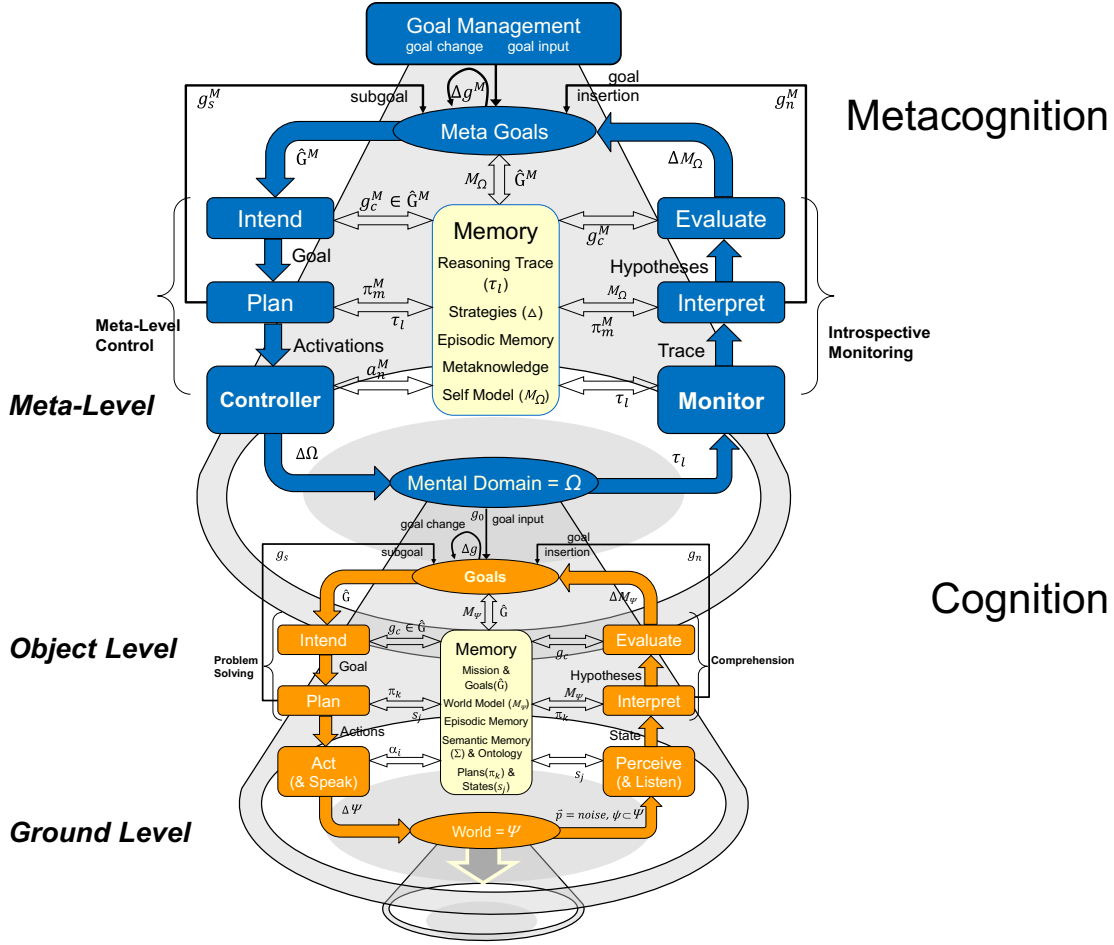 Goal Management
goal change goal input
g_s^M
subgoal
Δg^M
goal
insertion
g_n^M
Metacognition
Meta Goals
Ĝ^M
ΔM_Ω
M_Ω Ĝ^M
Intend
g_c^M ∈ Ĝ^M
Memory
g_c^M
Evaluate
Goal
Reasoning Trace
(τ_l)
Hypotheses
Plan
π_m^M
τ_l
Strategies (Δ)
M_Ω
π_m^M
Interpret
Meta-Level
Control
Activations
Episodic Memory
Trace
Introspective
Monitoring
Metaknowledge
Meta-Level
Controller
a_n^M
Self Model (M_Ω)
τ_l
Monitor
ΔΩ
τ_l
Mental Domain = Ω
g_0
goal change
goal input
g_s
subgoal
Δg
goal
insertion
g_n
Goals
Cognition
Ĝ
ΔM_Ψ
M_Ψ Ĝ
Object Level
Intend
g_c ∈ Ĝ
Memory
g_c
Evaluate
Problem
Solving
Goal
Mission &
Goals(Ĝ)
Hypotheses
Comprehension
Plan
π_k
s_j
World Model (M_Ψ)
M_Ψ
π_k
Interpret
Actions
Episodic Memory
State
Act
(& Speak)
α_i
Semantic Memory
(Σ) & Ontology
s_j
Perceive
(& Listen)
Plans(π_k) &
States(s_j)
Ground Level
ΔΨ
World = Ψ
p⃗ = noise, ψ⊂Ψ